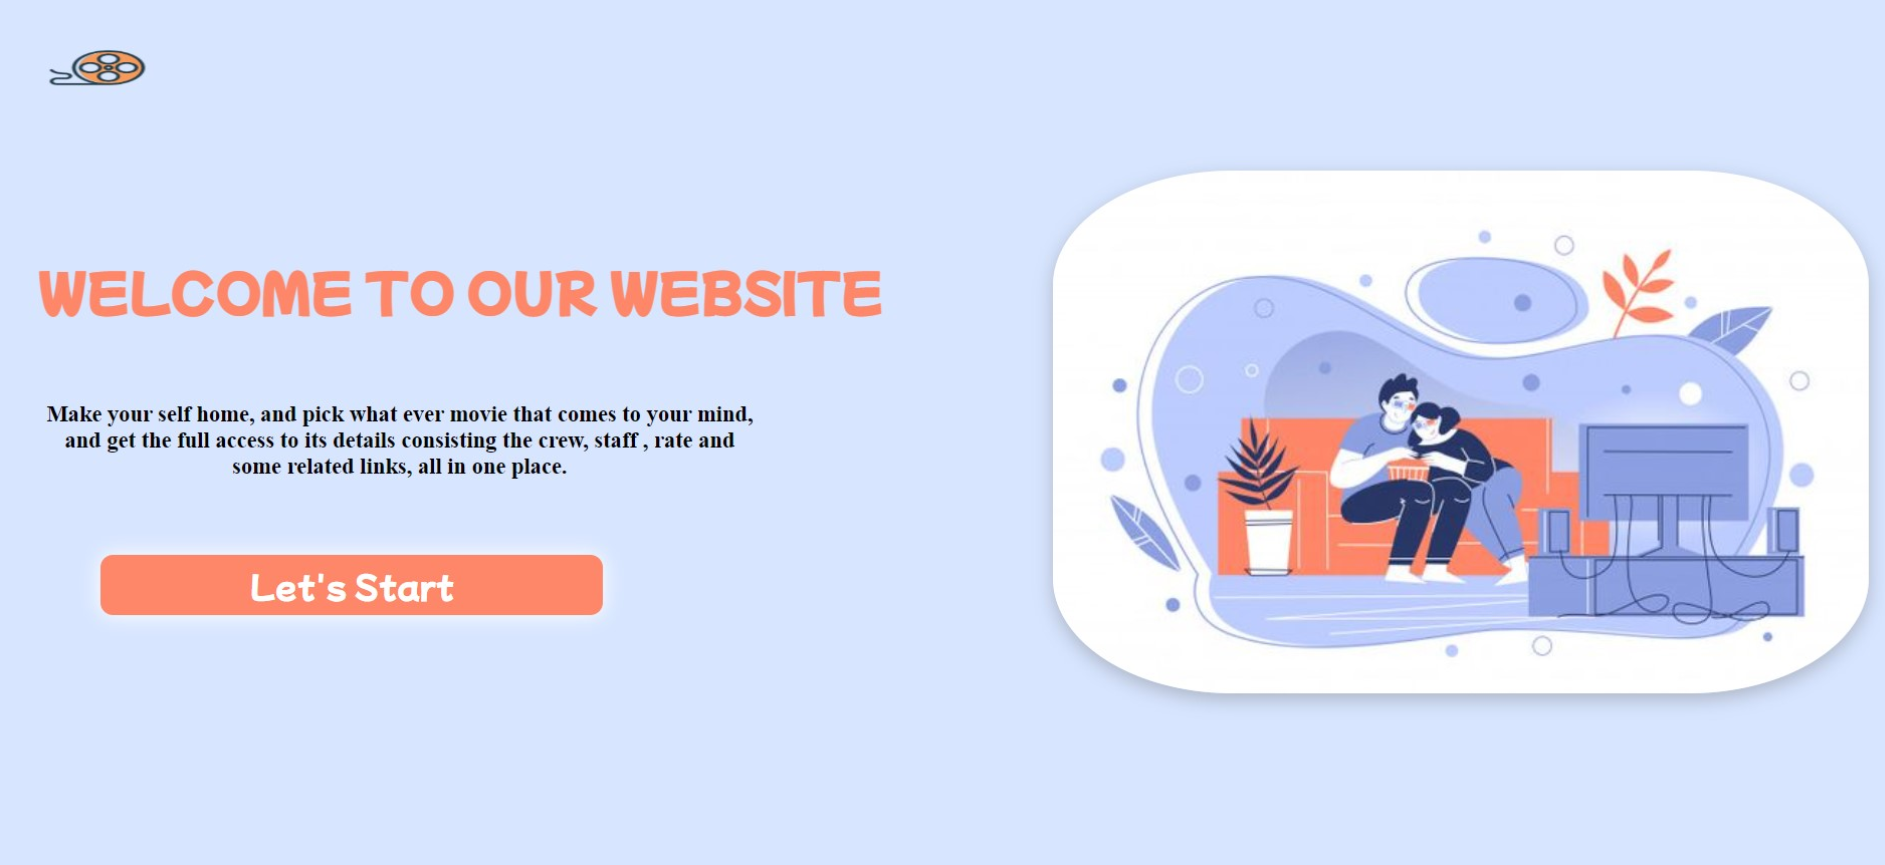 WELCOME TO OUR WEBSITE
Make your self home, and pick what ever movie that comes to your mind,
and get the full access to its details consisting the crew, staff , rate and
some related links, all in one place.
Let's Start